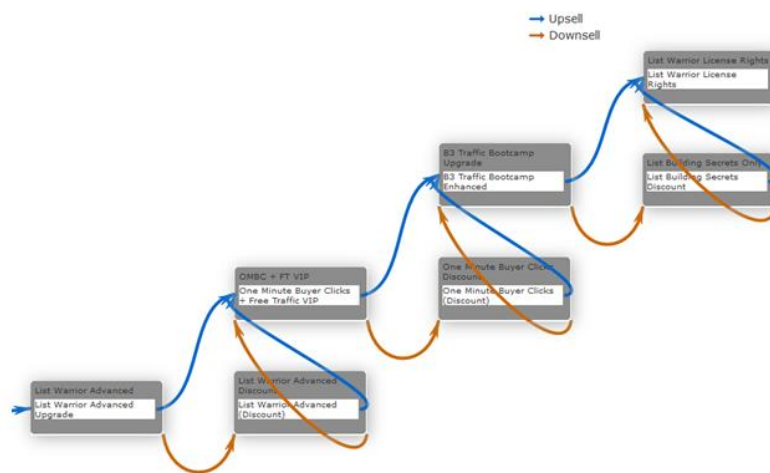 Upsell
Downsell
List Warrior License Rights
List Warrior License
Rights
B3 Traffic Bootcamp
Upgrade
B3 Traffic Bootcamp
Enhanced
List Building Secrets Only
List Building Secrets
Discount
OMBC + FT VIP
One Minute Buyer Clicks
+ Free Traffic VIP
One Minute Buyer Clicks
Discount
One Minute Buyer Clicks
(Discount)
List Warrior Advanced
List Warrior Advanced
Upgrade
List Warrior Advanced
Discount
List Warrior Advanced
(Discount)